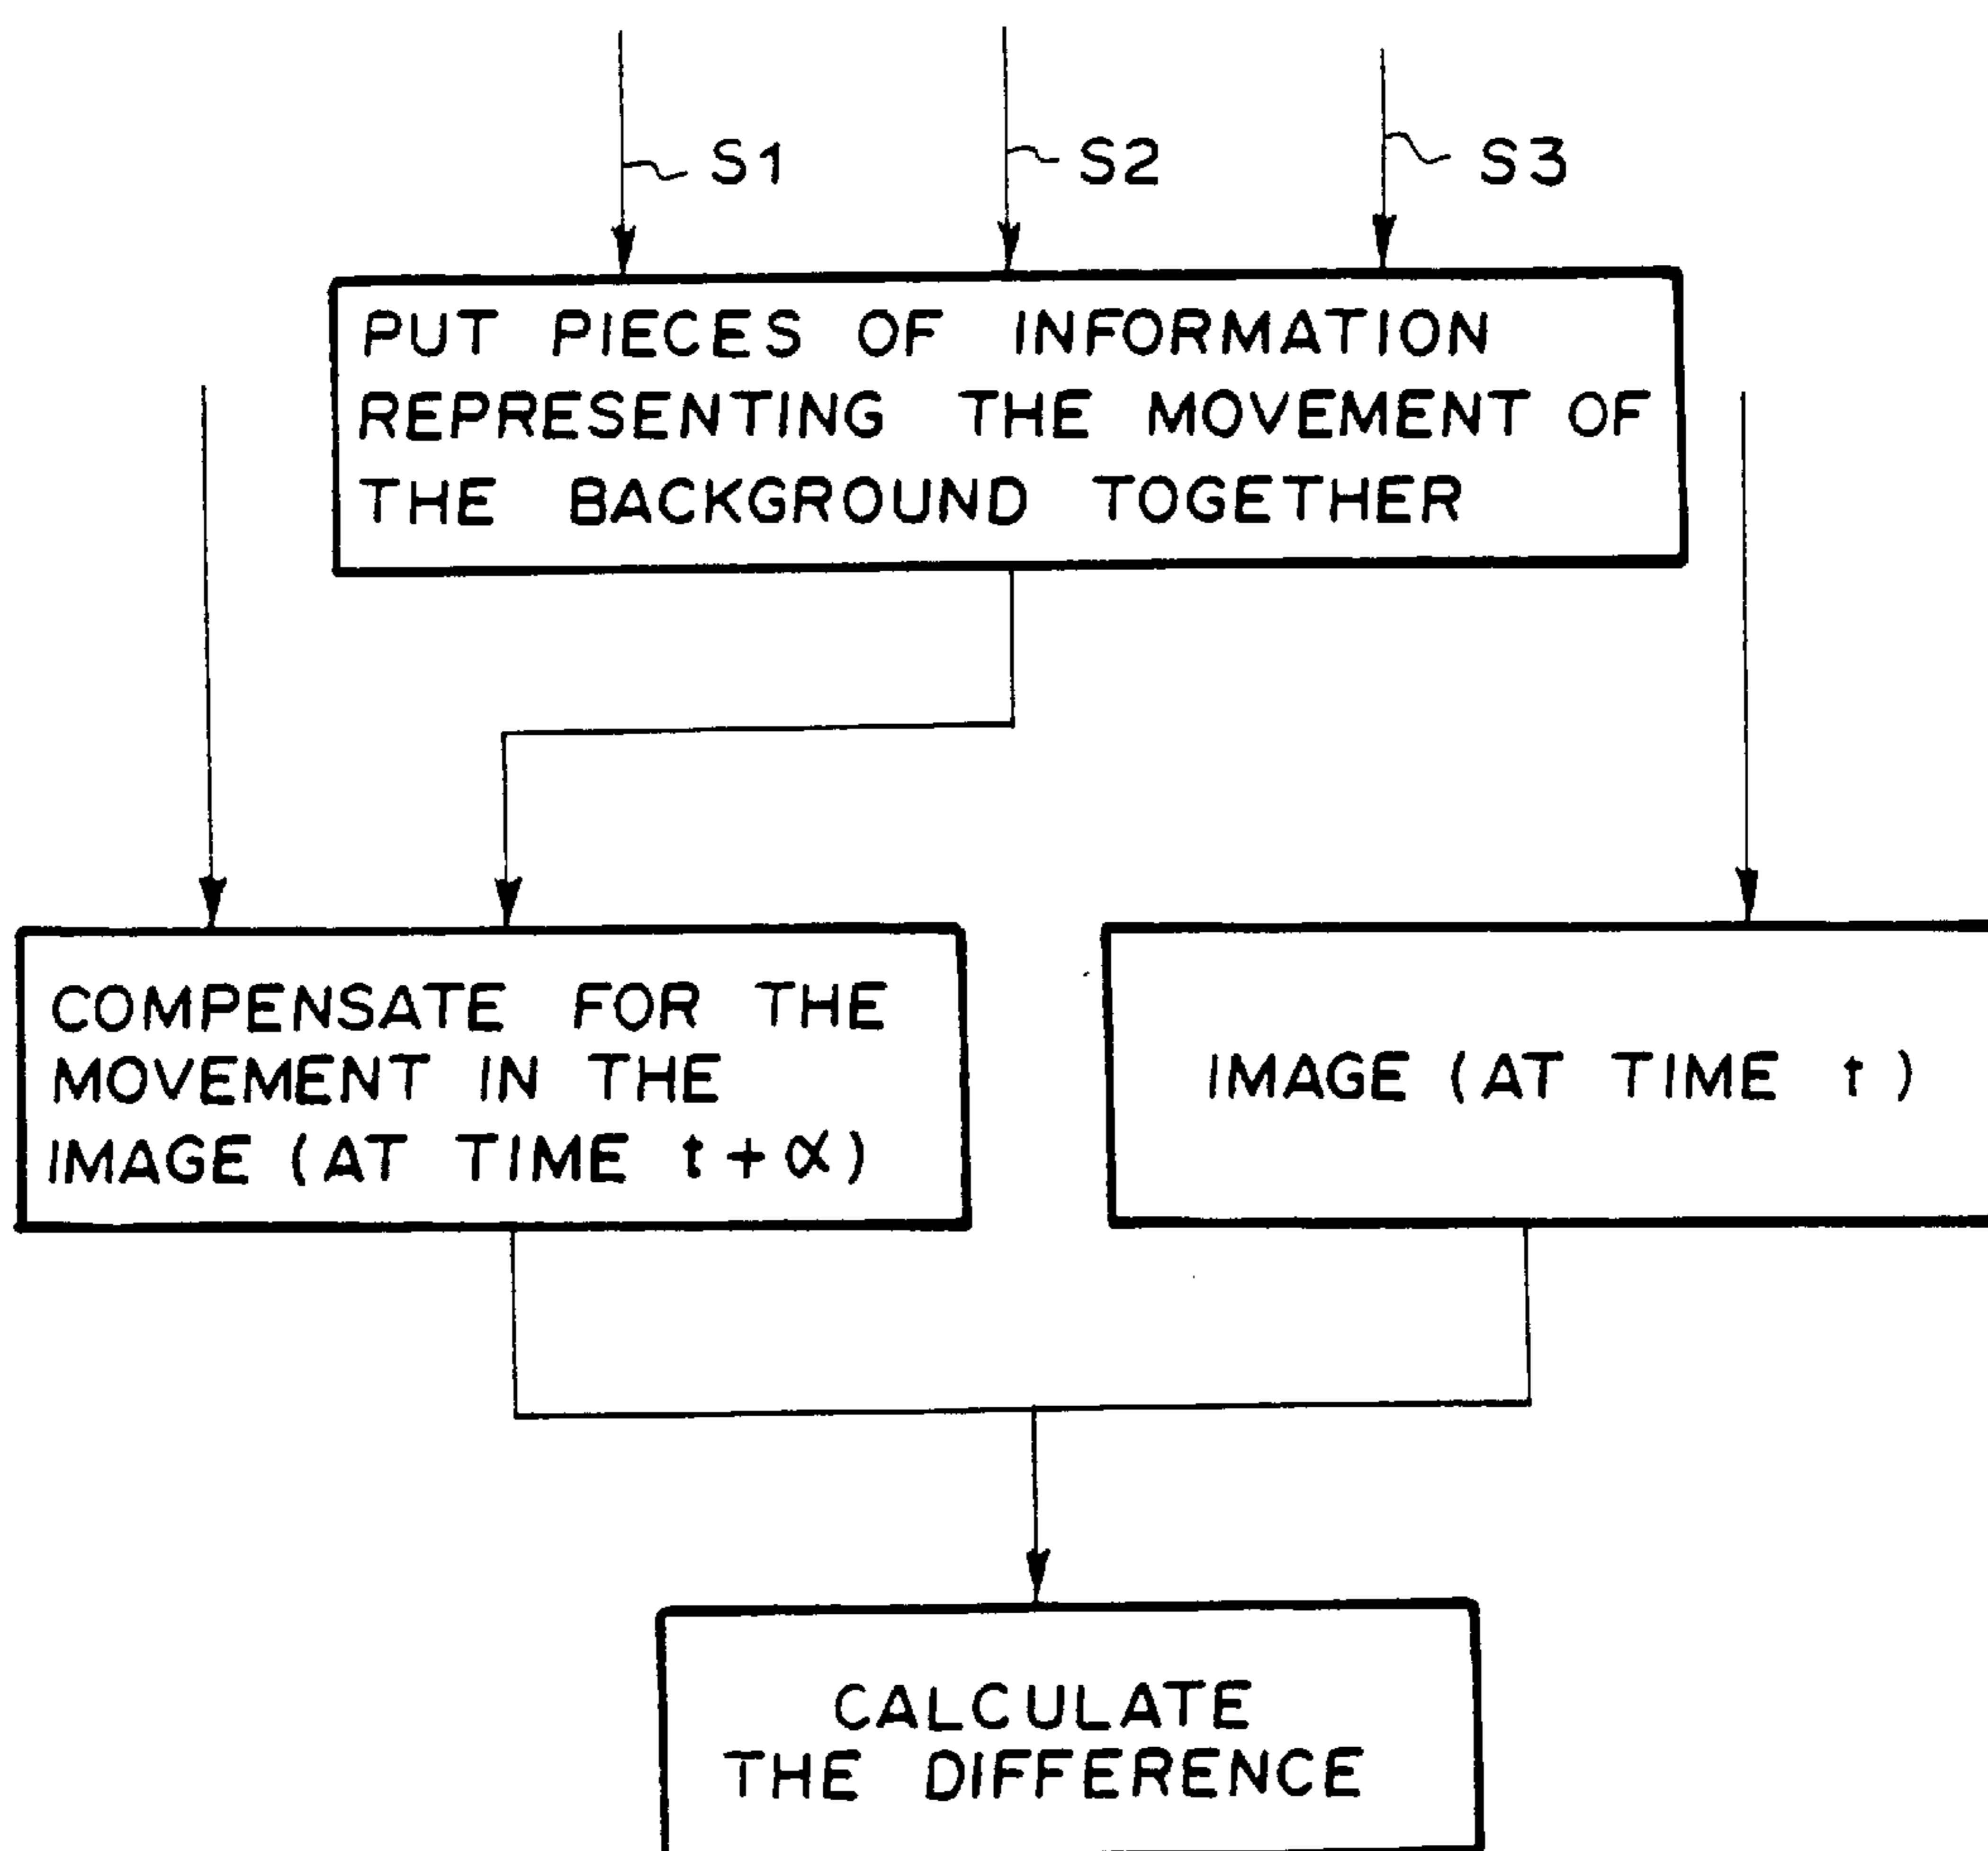 S1
S2
S3
PUT PIECES OF INFORMATION
REPRESENTING THE MOVEMENT OF
THE BACKGROUND TOGETHER
COMPENSATE FOR THE
MOVEMENT IN THE
IMAGE (AT TIME t+α)
IMAGE (AT TIME t)
CALCULATE
THE DIFFERENCE